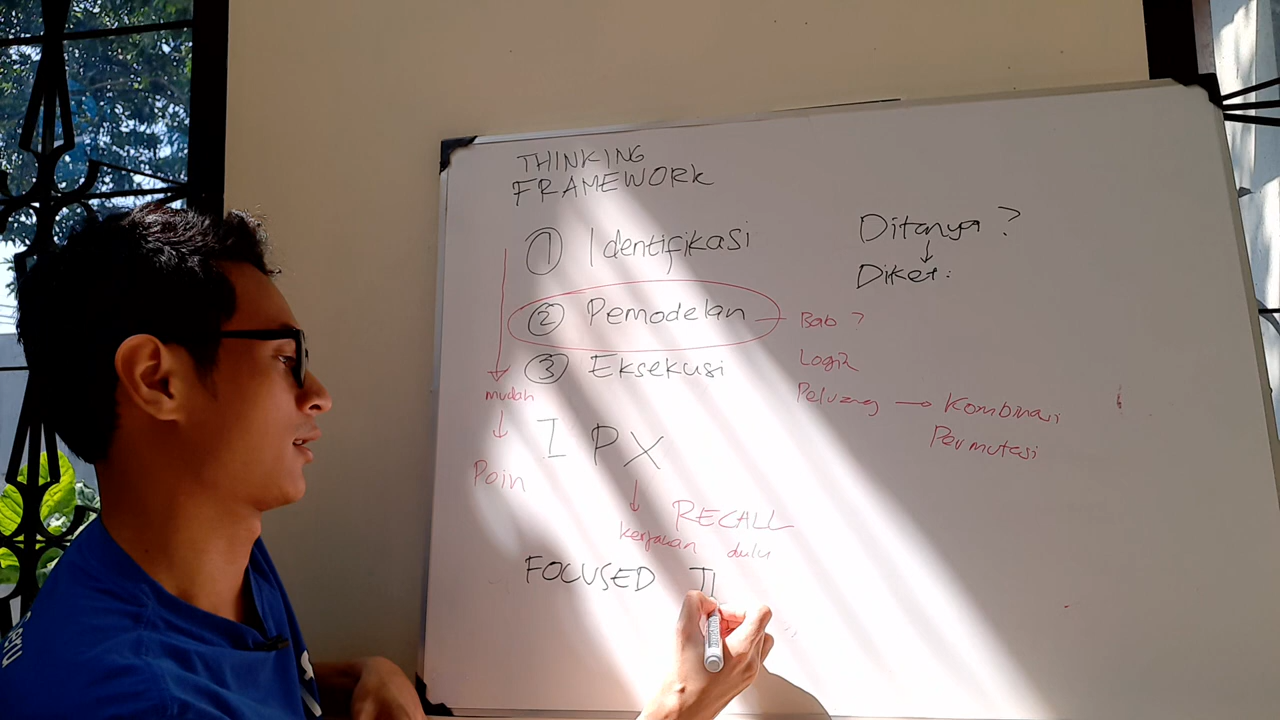 THINKING
FRAMEWORK
① Identifikasi
② Pemodelan
③ Eksekusi
Ditanya ?
↓
Diket :
Bab ?
Logik
Peluang → Kombinasi
Permutasi
mudah
↓
Poin
I P X
↓
RECALL
kerjakan dulu
FOCUSED